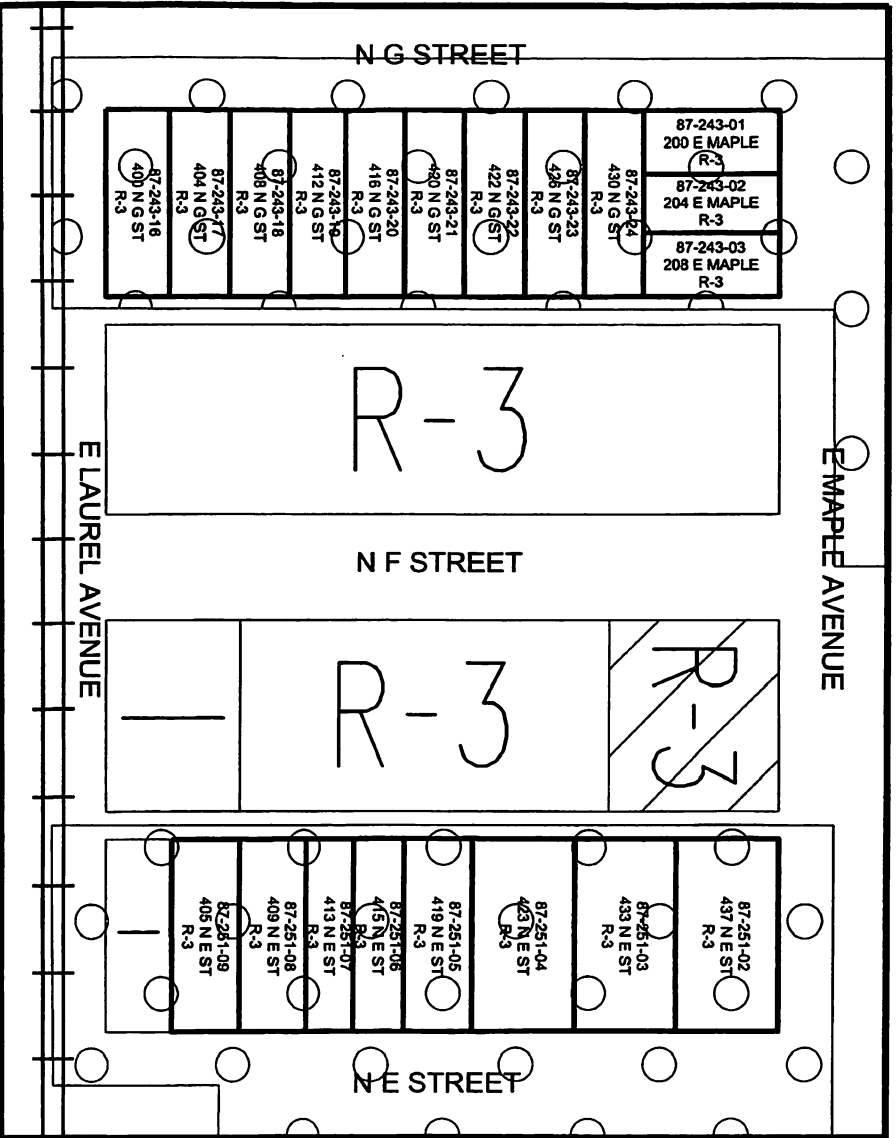 N G STREET
87-243-16
400 N G ST
R-3
87-243-17
404 N G ST
R-3
87-243-18
408 N G ST
R-3
87-243-19
412 N G ST
R-3
87-243-20
416 N G ST
R-3
87-243-21
420 N G ST
R-3
87-243-22
422 N G ST
R-3
87-243-23
426 N G ST
R-3
87-243-24
430 N G ST
R-3
87-243-01
200 E MAPLE
R-3
87-243-02
204 E MAPLE
R-3
87-243-03
208 E MAPLE
R-3
R-3
E LAUREL AVENUE
E MAPLE AVENUE
N F STREET
I
R-3
R-3
I
87-251-09
405 N E ST
R-3
87-251-08
409 N E ST
R-3
87-251-07
413 N E ST
R-3
87-251-06
415 N E ST
R-3
87-251-05
419 N E ST
R-3
87-251-04
423 N E ST
R-3
87-251-03
433 N E ST
R-3
87-251-02
437 N E ST
R-3
N E STREET